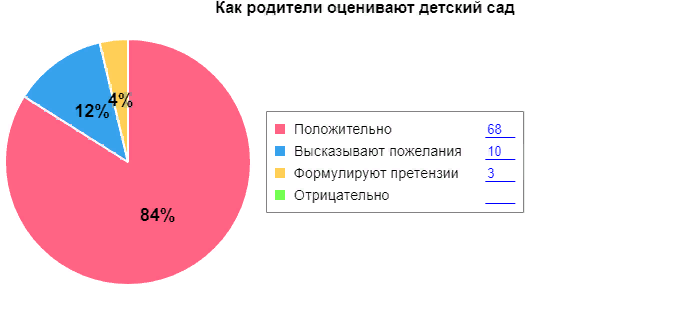 Как родители оценивают детский сад
4%
12%
84%
Положительно 68
Высказывают пожелания 10
Формулируют претензии 3
Отрицательно